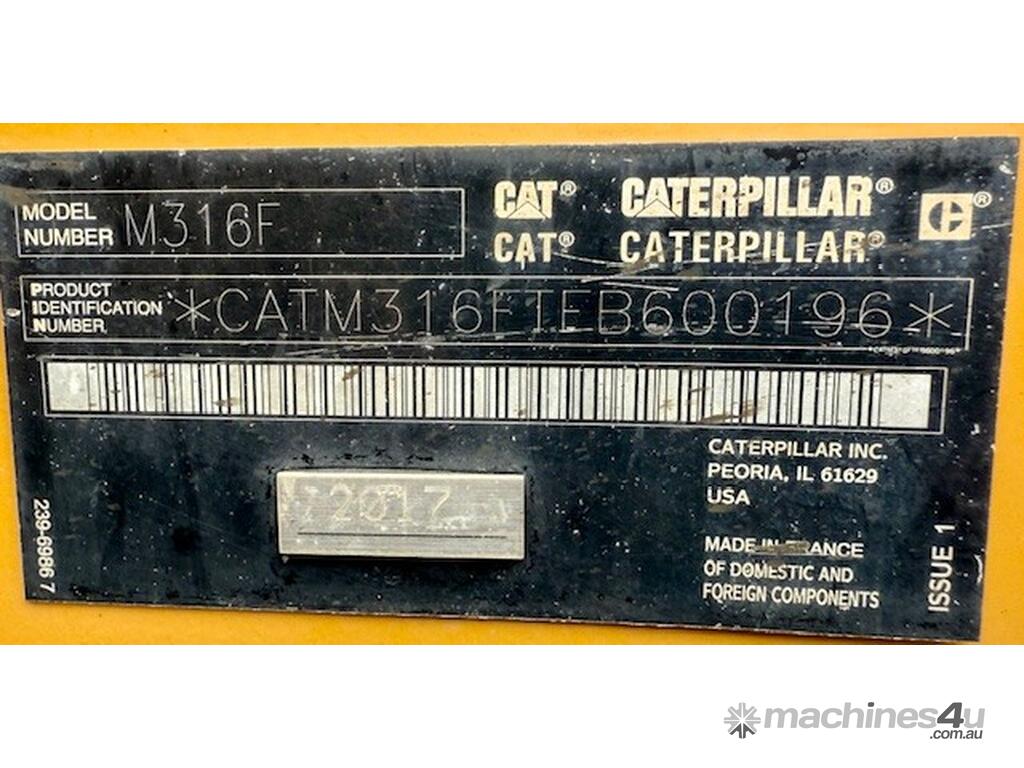 MODEL NUMBER M316F
CAT® CATERPILLAR®
CAT® CATERPILLAR®
C®
PRODUCT IDENTIFICATION NUMBER *CATM316FTFB600196*
2017
CATERPILLAR INC.
PEORIA, IL 61629
USA
MADE IN FRANCE
OF DOMESTIC AND
FOREIGN COMPONENTS
239-6986 7
ISSUE 1
machines4u
.com.au